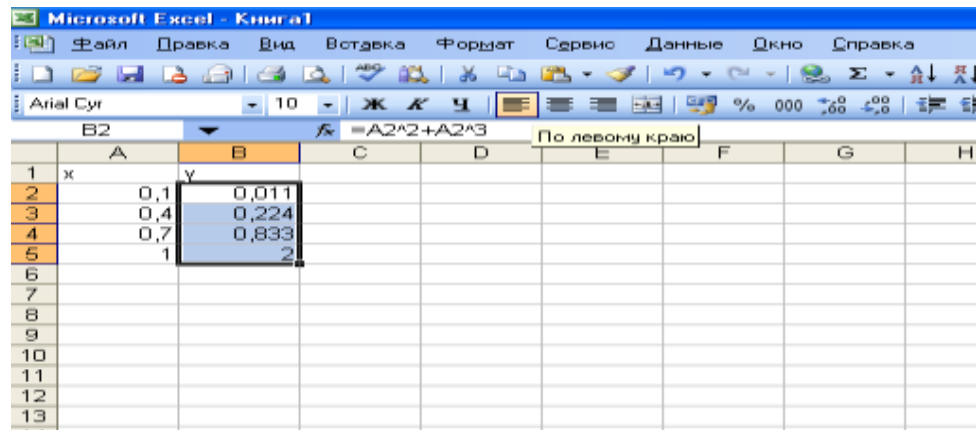 Microsoft Excel - Книга1
Файл Правка Вид Вставка Формат Сервис Данные Окно Справка
Arial Cyr 10 Ж К Ч % 000
B2 fx =A2^2+A2^3
По левому краю
A B C D E F G H
1 x y
2 0,1 0,011
3 0,4 0,224
4 0,7 0,833
5 1 2
6
7
8
9
10
11
12
13